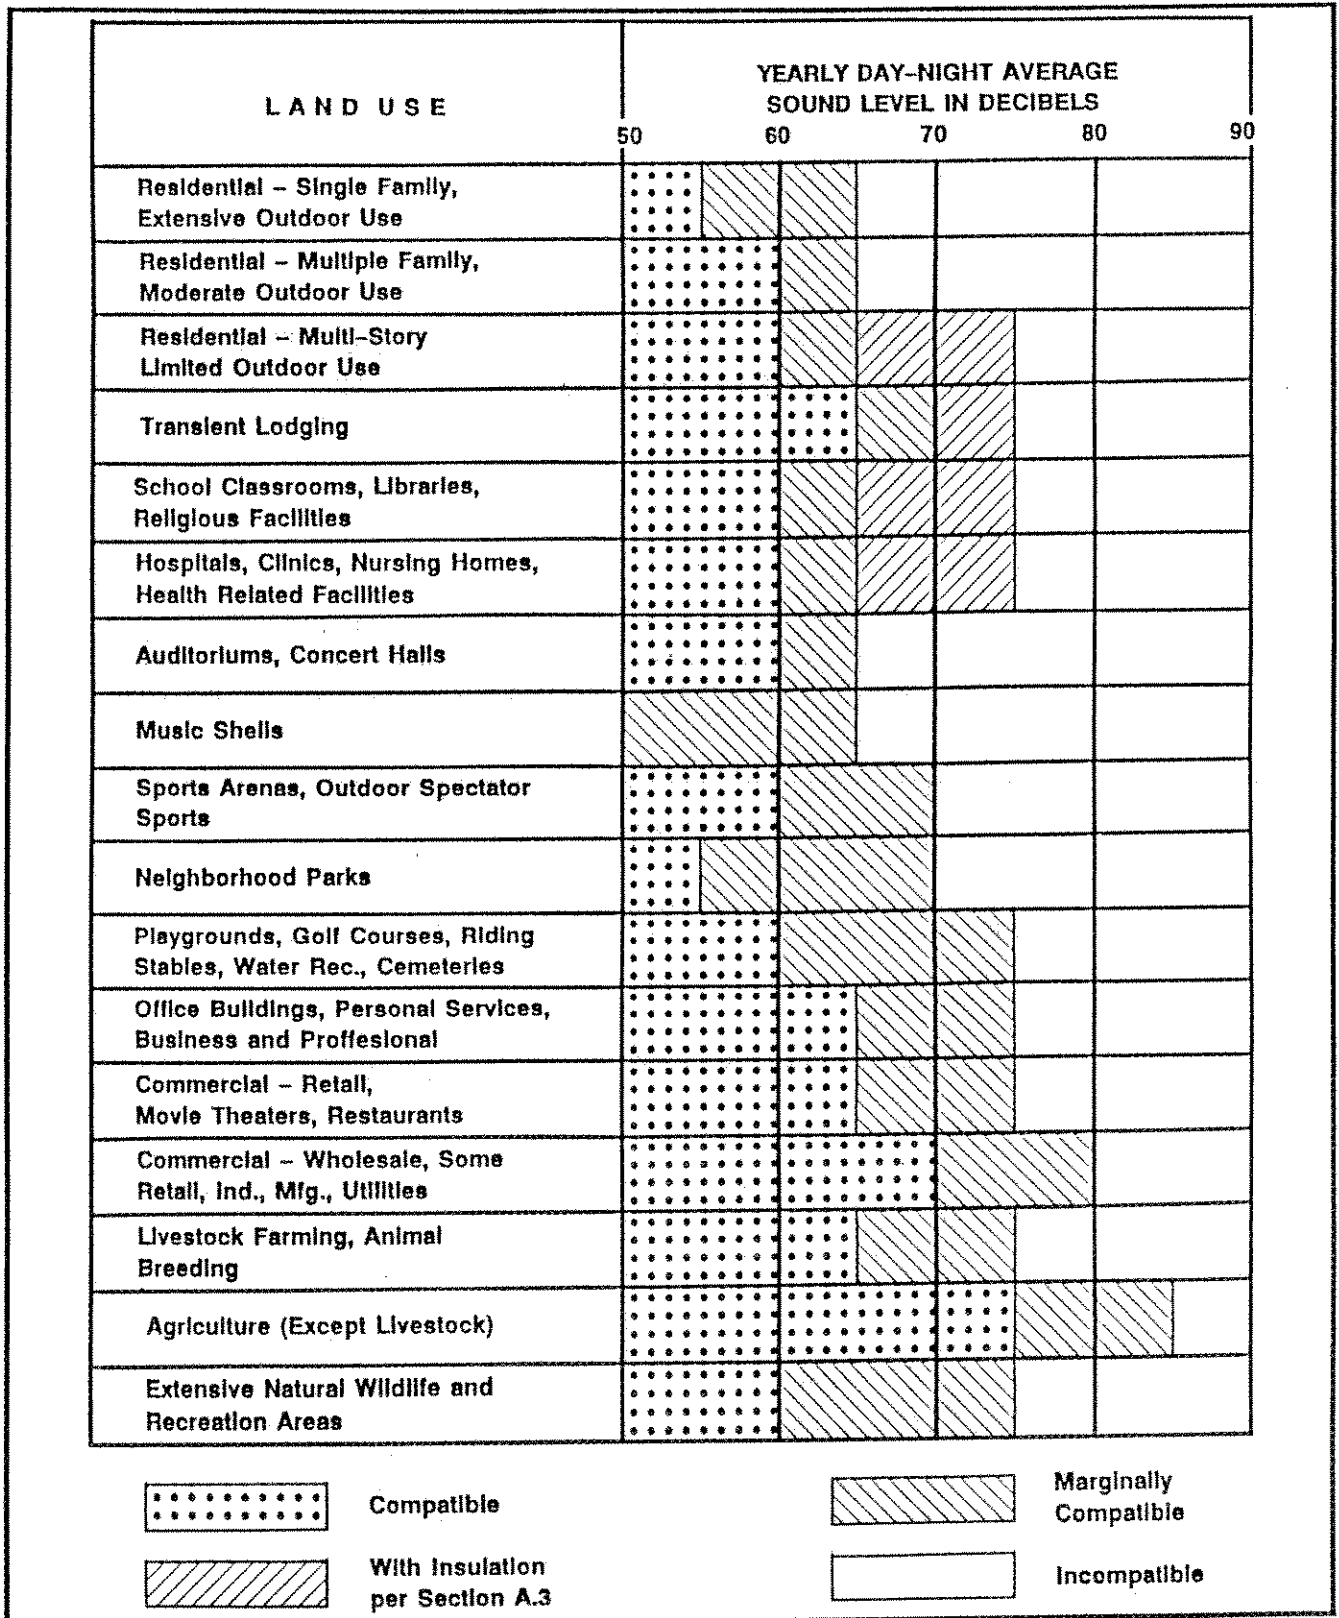 LAND USE
YEARLY DAY-NIGHT AVERAGE
SOUND LEVEL IN DECIBELS
50 60 70 80 90
Residential - Single Family,
Extensive Outdoor Use
Residential - Multiple Family,
Moderate Outdoor Use
Residential - Multi-Story
Limited Outdoor Use
Transient Lodging
School Classrooms, Libraries,
Religious Facilities
Hospitals, Clinics, Nursing Homes,
Health Related Facilities
Auditoriums, Concert Halls
Music Shells
Sports Arenas, Outdoor Spectator
Sports
Neighborhood Parks
Playgrounds, Golf Courses, Riding
Stables, Water Rec., Cemeteries
Office Buildings, Personal Services,
Business and Proffesional
Commercial - Retail,
Movie Theaters, Restaurants
Commercial - Wholesale, Some
Retail, Ind., Mfg., Utilities
Livestock Farming, Animal
Breeding
Agriculture (Except Livestock)
Extensive Natural Wildlife and
Recreation Areas
Compatible
Marginally
Compatible
With Insulation
per Section A.3
Incompatible